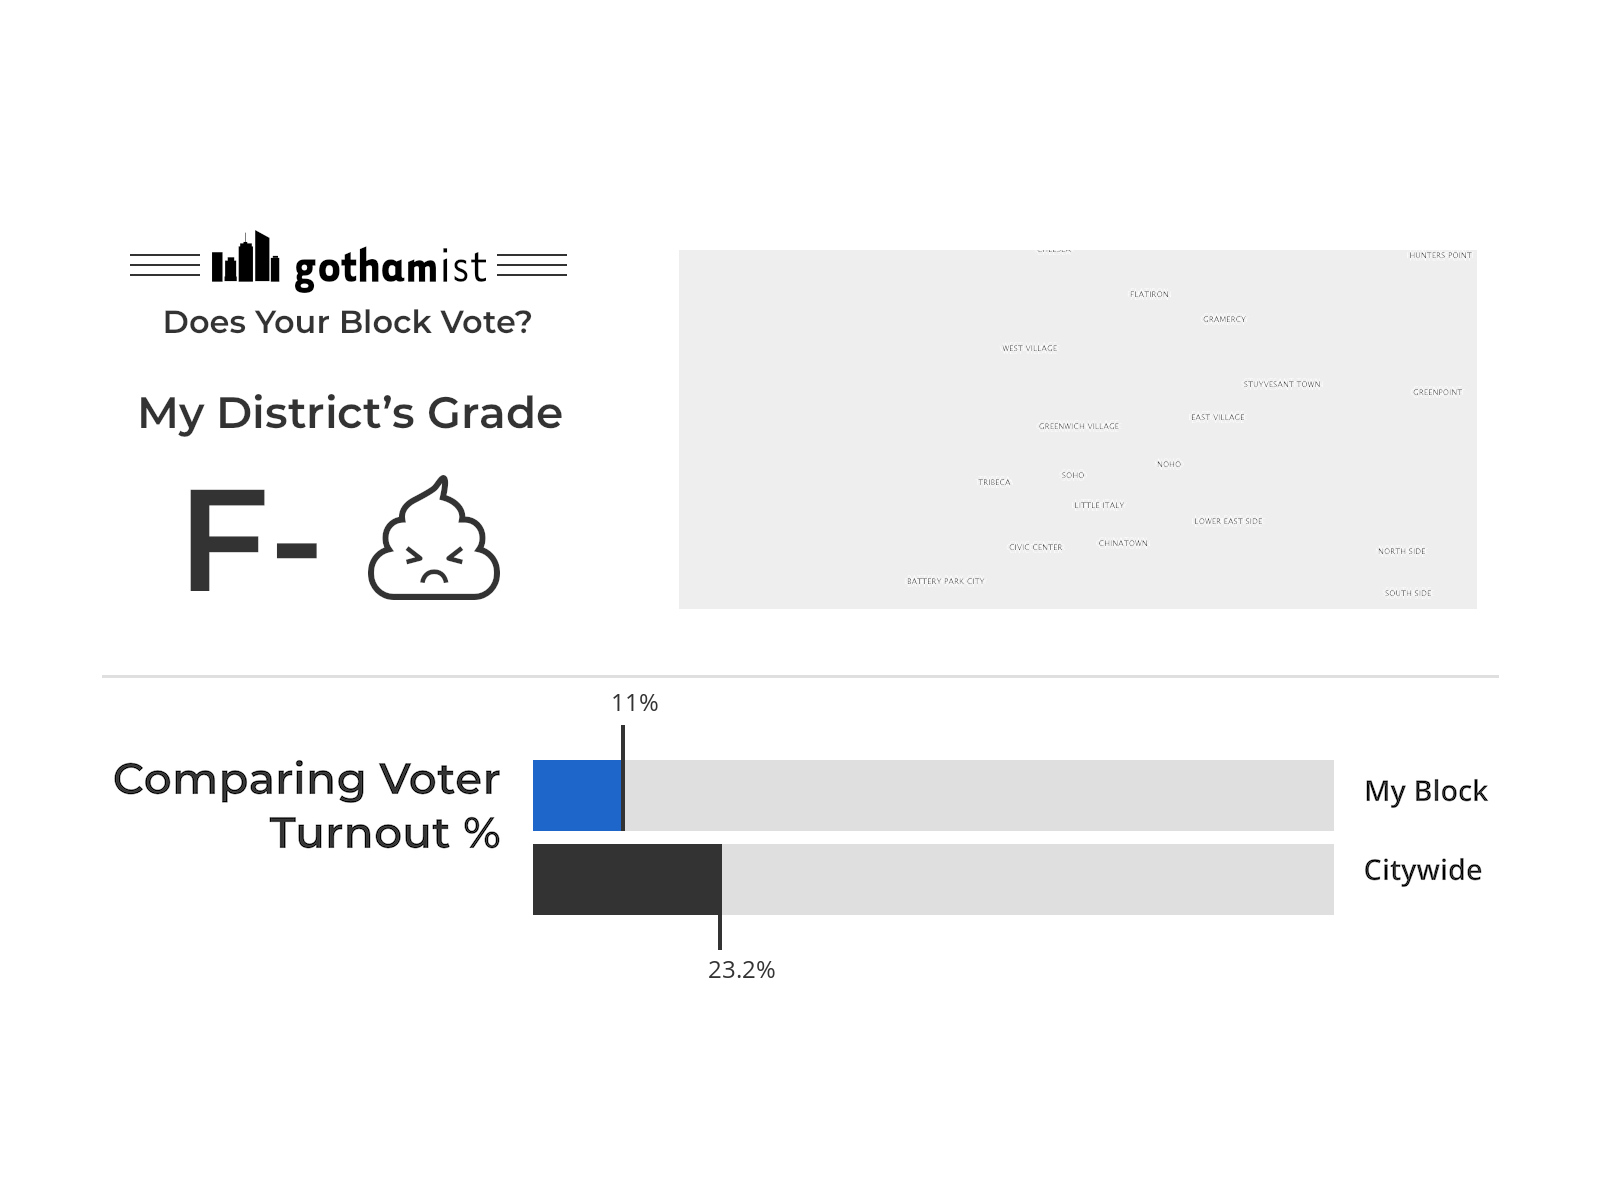 gothamist
Does Your Block Vote?
My District's Grade
F-
CHELSEA
HUNTERS POINT
FLATIRON
GRAMERCY
WEST VILLAGE
STUYVESANT TOWN
GREENPOINT
EAST VILLAGE
GREENWICH VILLAGE
NOHO
SOHO
TRIBECA
LITTLE ITALY
LOWER EAST SIDE
CIVIC CENTER
CHINATOWN
NORTH SIDE
BATTERY PARK CITY
SOUTH SIDE
11%
Comparing Voter
Turnout %
My Block
Citywide
23.2%